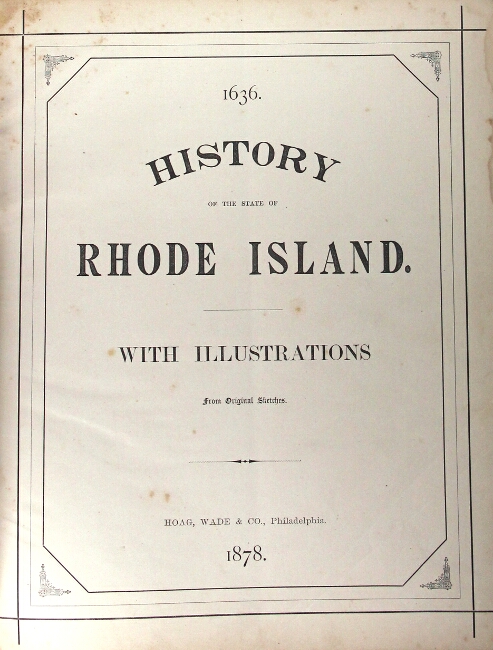 1636.
HISTORY
OF THE STATE OF
RHODE ISLAND.
WITH ILLUSTRATIONS
From Original Sketches.
HOAG, WADE & CO., Philadelphia.
1878.